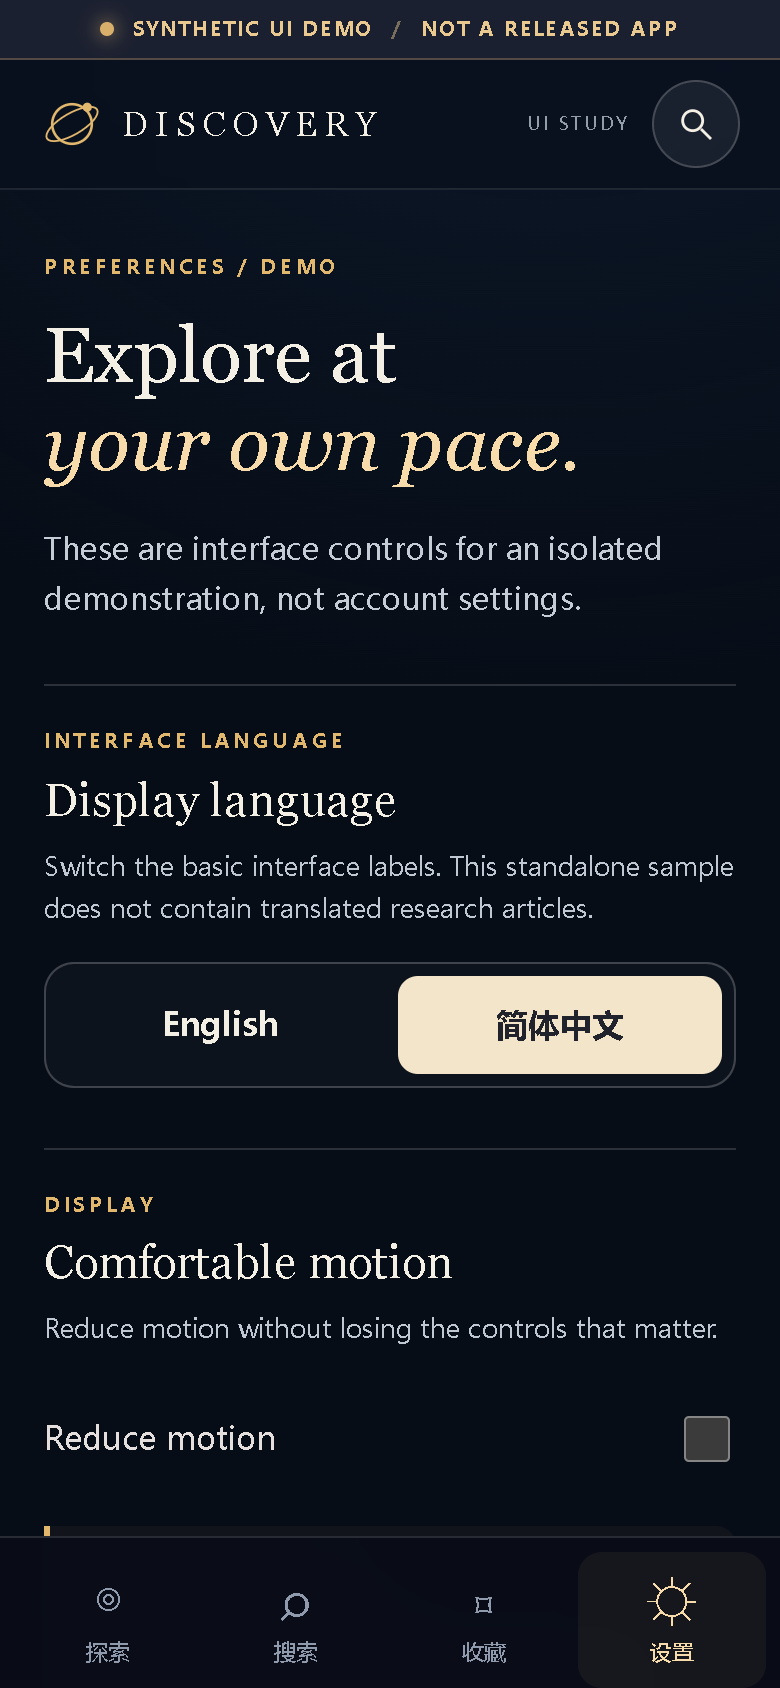 SYNTHETIC UI DEMO / NOT A RELEASED APP
DISCOVERY
UI STUDY
PREFERENCES / DEMO
Explore at
your own pace.
These are interface controls for an isolated
demonstration, not account settings.
INTERFACE LANGUAGE
Display language
Switch the basic interface labels. This standalone sample
does not contain translated research articles.
English
简体中文
DISPLAY
Comfortable motion
Reduce motion without losing the controls that matter.
Reduce motion
探索
搜索
收藏
设置